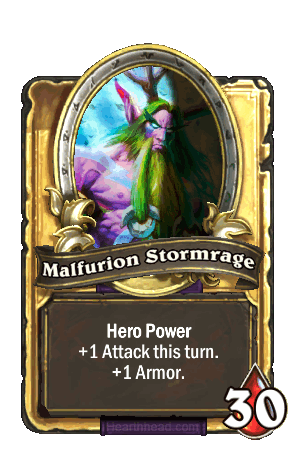 Malfurion Stormrage
Hero Power
+1 Attack this turn.
+1 Armor.
30
Hearthhead.com